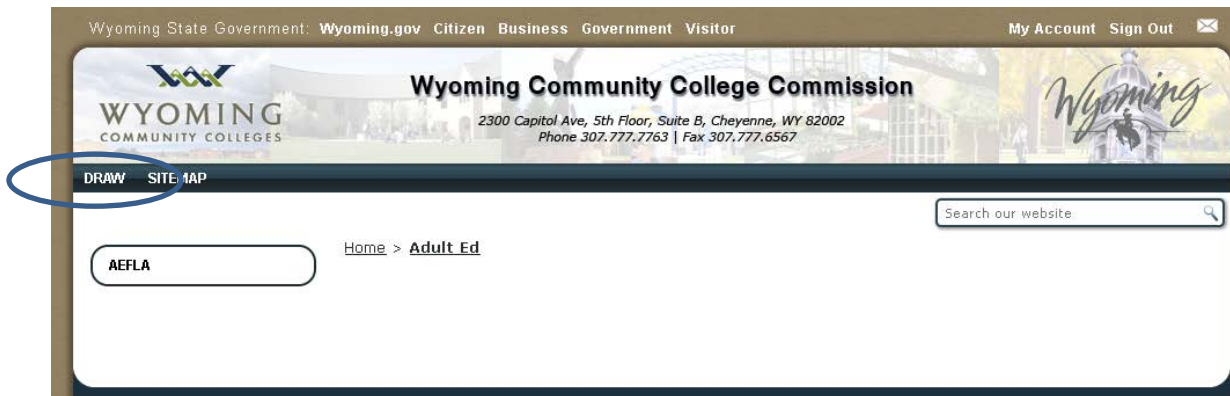 Wyoming State Government: Wyoming.gov Citizen Business Government Visitor My Account Sign Out
WYOMING
COMMUNITY COLLEGES
Wyoming Community College Commission
2300 Capitol Ave, 5th Floor, Suite B, Cheyenne, WY 82002
Phone 307.777.7763 | Fax 307.777.6567
Wyoming
DRAW SITEMAP
Search our website
AEFLA
Home > Adult Ed